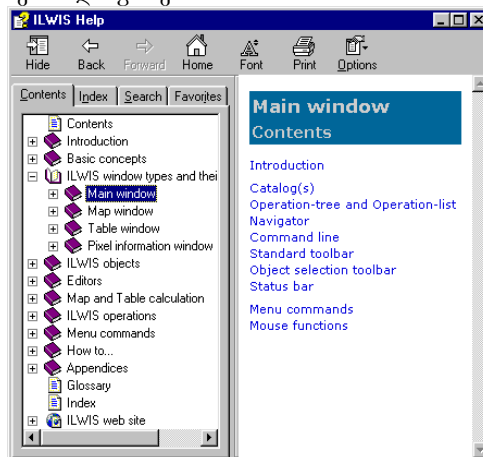 ILWIS Help
Hide Back Forward Home Font Print Options
Contents Index Search Favorites
Contents
Introduction
Basic concepts
ILWIS window types and thei
Main window
Map window
Table window
Pixel information window
ILWIS objects
Editors
Map and Table calculation
ILWIS operations
Menu commands
How to...
Appendices
Glossary
Index
ILWIS web site
Main window
Contents
Introduction
Catalog(s)
Operation-tree and Operation-list
Navigator
Command line
Standard toolbar
Object selection toolbar
Status bar
Menu commands
Mouse functions